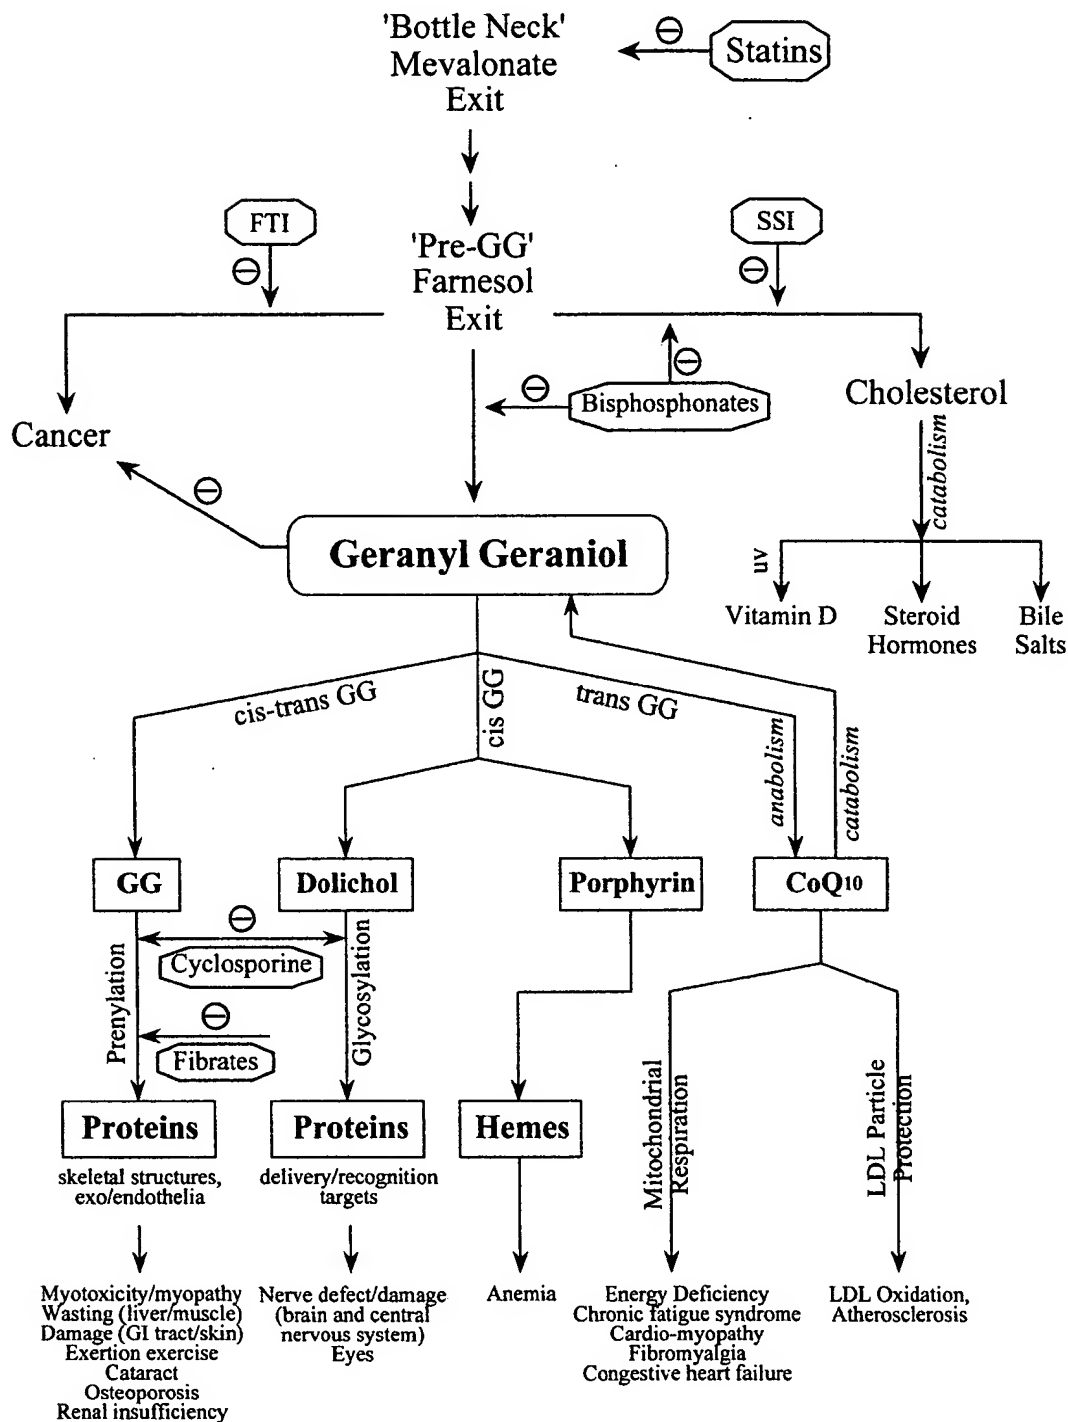 'Bottle Neck'
Mevalonate
Exit
⊖
Statins
FTI
⊖
'Pre-GG'
Farnesol
Exit
SSI
⊖
⊖
⊖
Bisphosphonates
Cholesterol
Cancer
⊖
catabolism
Geranyl Geraniol
uv
Vitamin D
Steroid
Hormones
Bile
Salts
cis-trans GG
cis GG
trans GG
anabolism
catabolism
GG
Dolichol
Porphyrin
CoQ10
⊖
Cyclosporine
Prenylation
Glycosylation
⊖
Fibrates
Mitochondrial
Respiration
LDL Particle
Protection
Proteins
Proteins
Hemes
skeletal structures,
exo/endothelia
delivery/recognition
targets
Myotoxicity/myopathy
Wasting (liver/muscle)
Damage (GI tract/skin)
Exertion exercise
Cataract
Osteoporosis
Renal insufficiency
Nerve defect/damage
(brain and central
nervous system)
Eyes
Anemia
Energy Deficiency
Chronic fatigue syndrome
Cardio-myopathy
Fibromyalgia
Congestive heart failure
LDL Oxidation,
Atherosclerosis